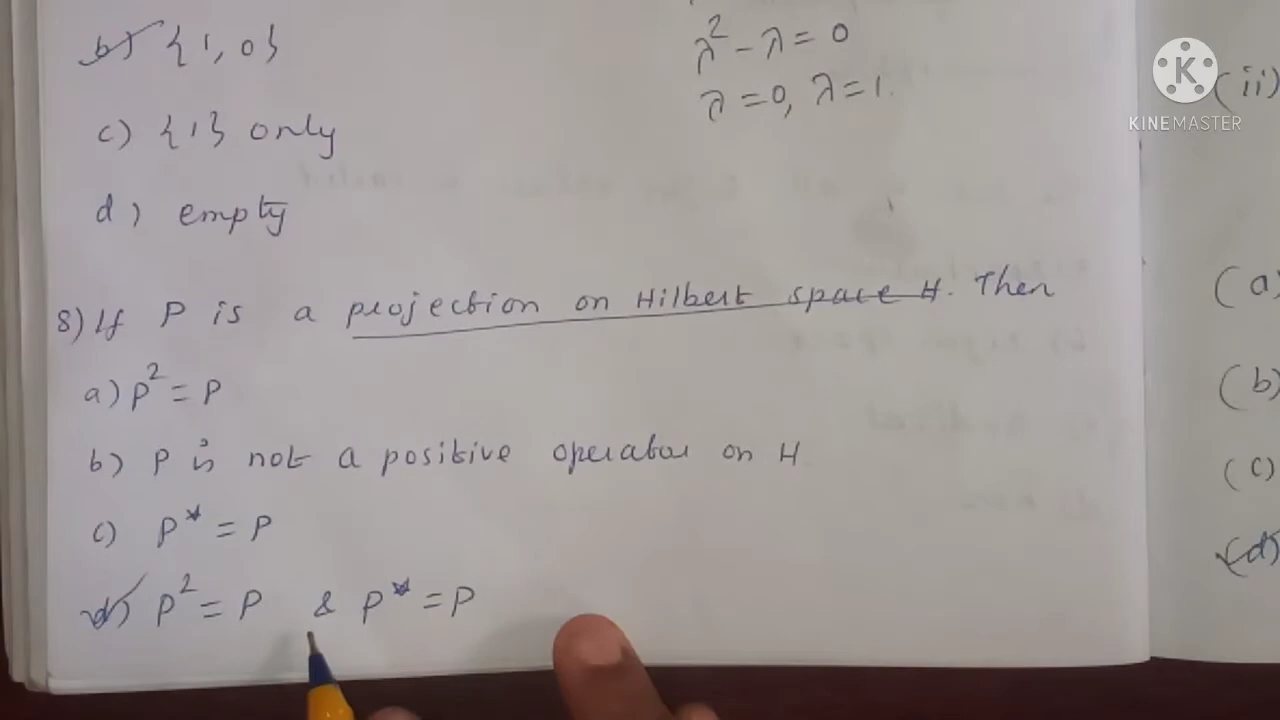 b) {1, 0}
λ² - λ = 0
λ = 0, λ = 1.
c) {1} only
d) empty
8) If P is a projection on Hilbert space H. Then
a) P² = P
b) P is not a positive operator on H
c) P* = P
d) P² = P & P* = P
(ii)
(a)
(b)
(c)
(d)
KINEMASTER